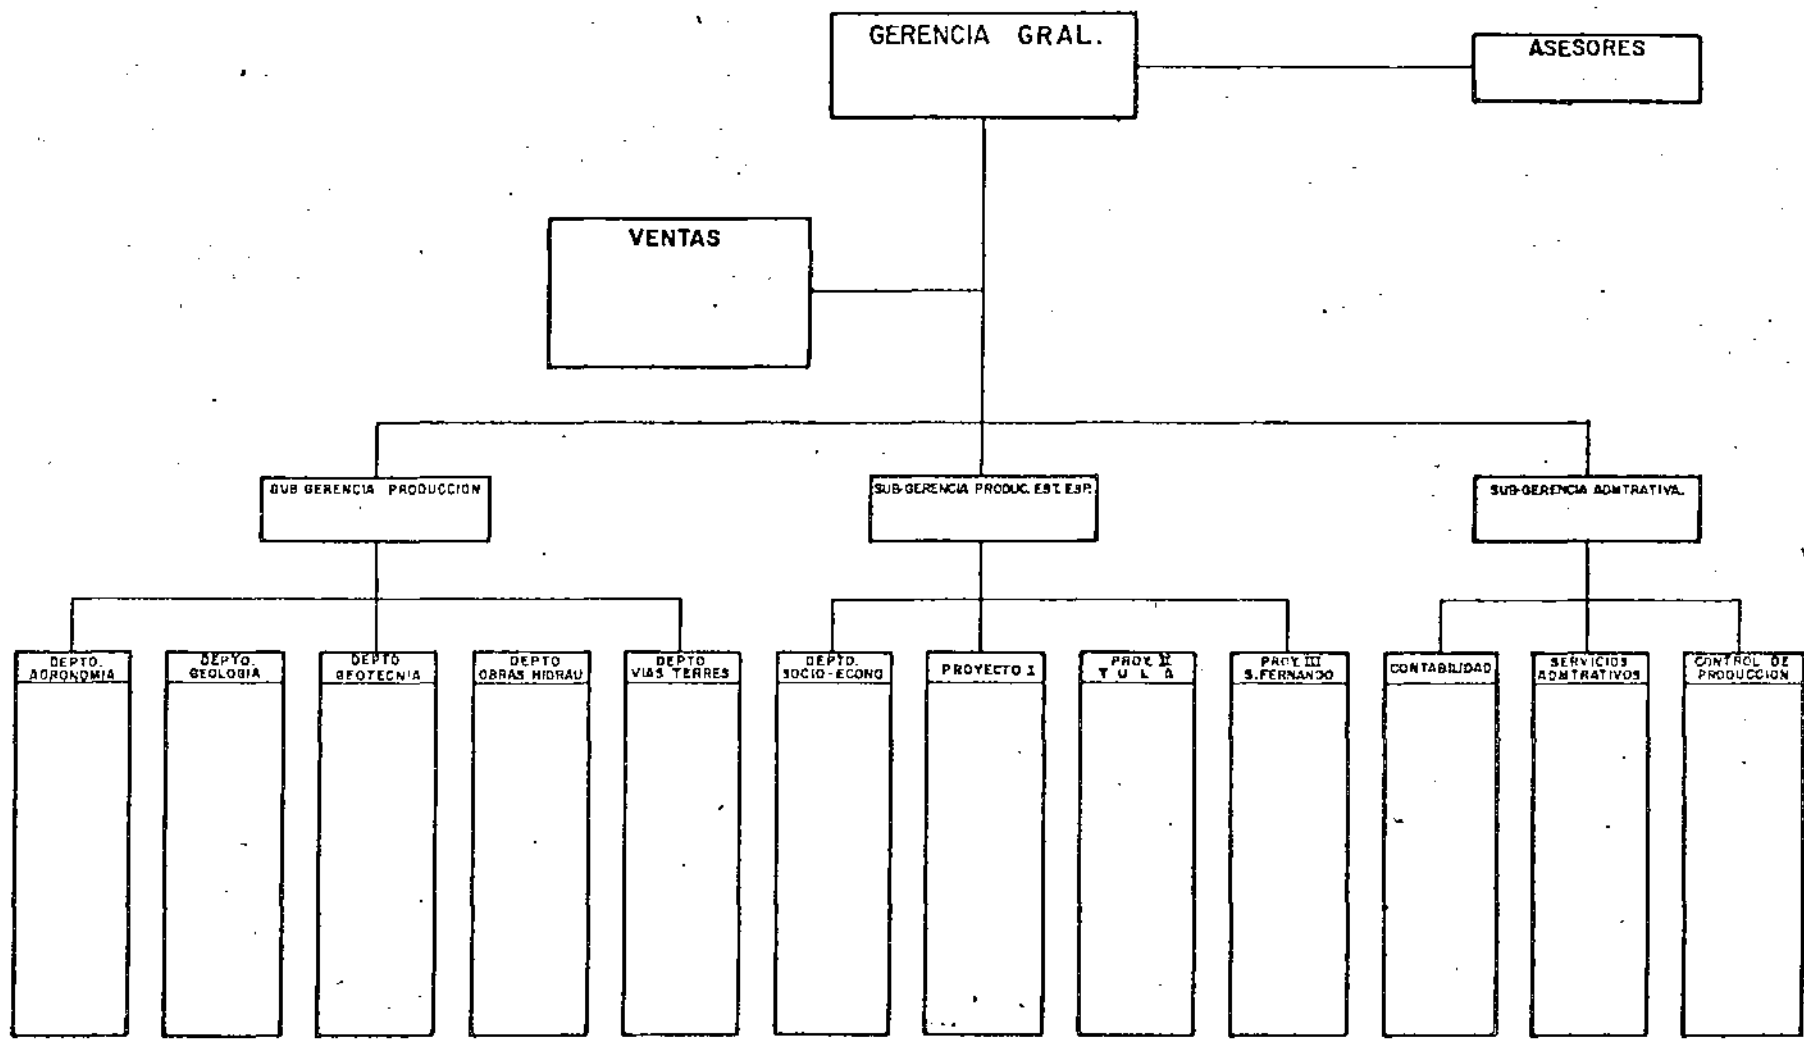 GERENCIA GRAL.
ASESORES
VENTAS
SUB GERENCIA PRODUCCION
SUB-GERENCIA PRODUC. EST. ESP.
SUB-GERENCIA ADMTRATIVA.
DEPTO.
AGRONOMIA
DEPTO.
GEOLOGIA
DEPTO
GEOTECNIA
DEPTO
OBRAS HIDRAU
DEPTO
VIAS TERRES
DEPTO.
SOCIO-ECONO
PROYECTO I
PROY. II
TULA
PROY. III
S.FERNANDO
CONTABILIDAD
SERVICIOS
ADMTRATIVOS
CONTROL DE
PRODUCCION